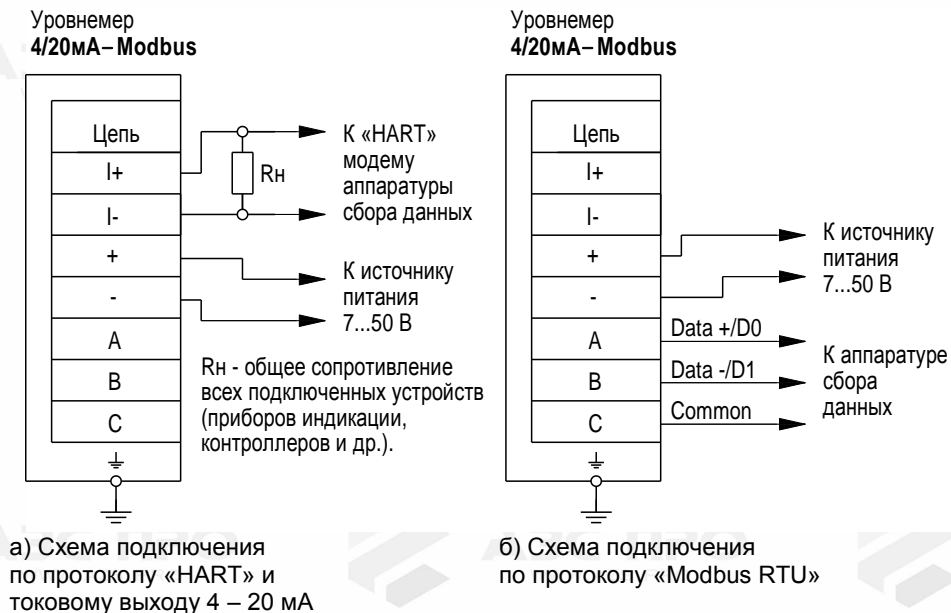 Уровнемер
4/20мА–Modbus
Цепь
I+
I-
+
-
A
B
C
Rн
К «HART»
модему
аппаратуры
сбора данных
К источнику
питания
7...50 В
Rн - общее сопротивление
всех подключенных устройств
(приборов индикации,
контроллеров и др.).
а) Схема подключения
по протоколу «HART» и
токовому выходу 4 – 20 мА
Уровнемер
4/20мА–Modbus
Цепь
I+
I-
+
-
A
B
C
Data +/D0
Data -/D1
Common
К источнику
питания
7...50 В
К аппаратуре
сбора
данных
б) Схема подключения
по протоколу «Modbus RTU»